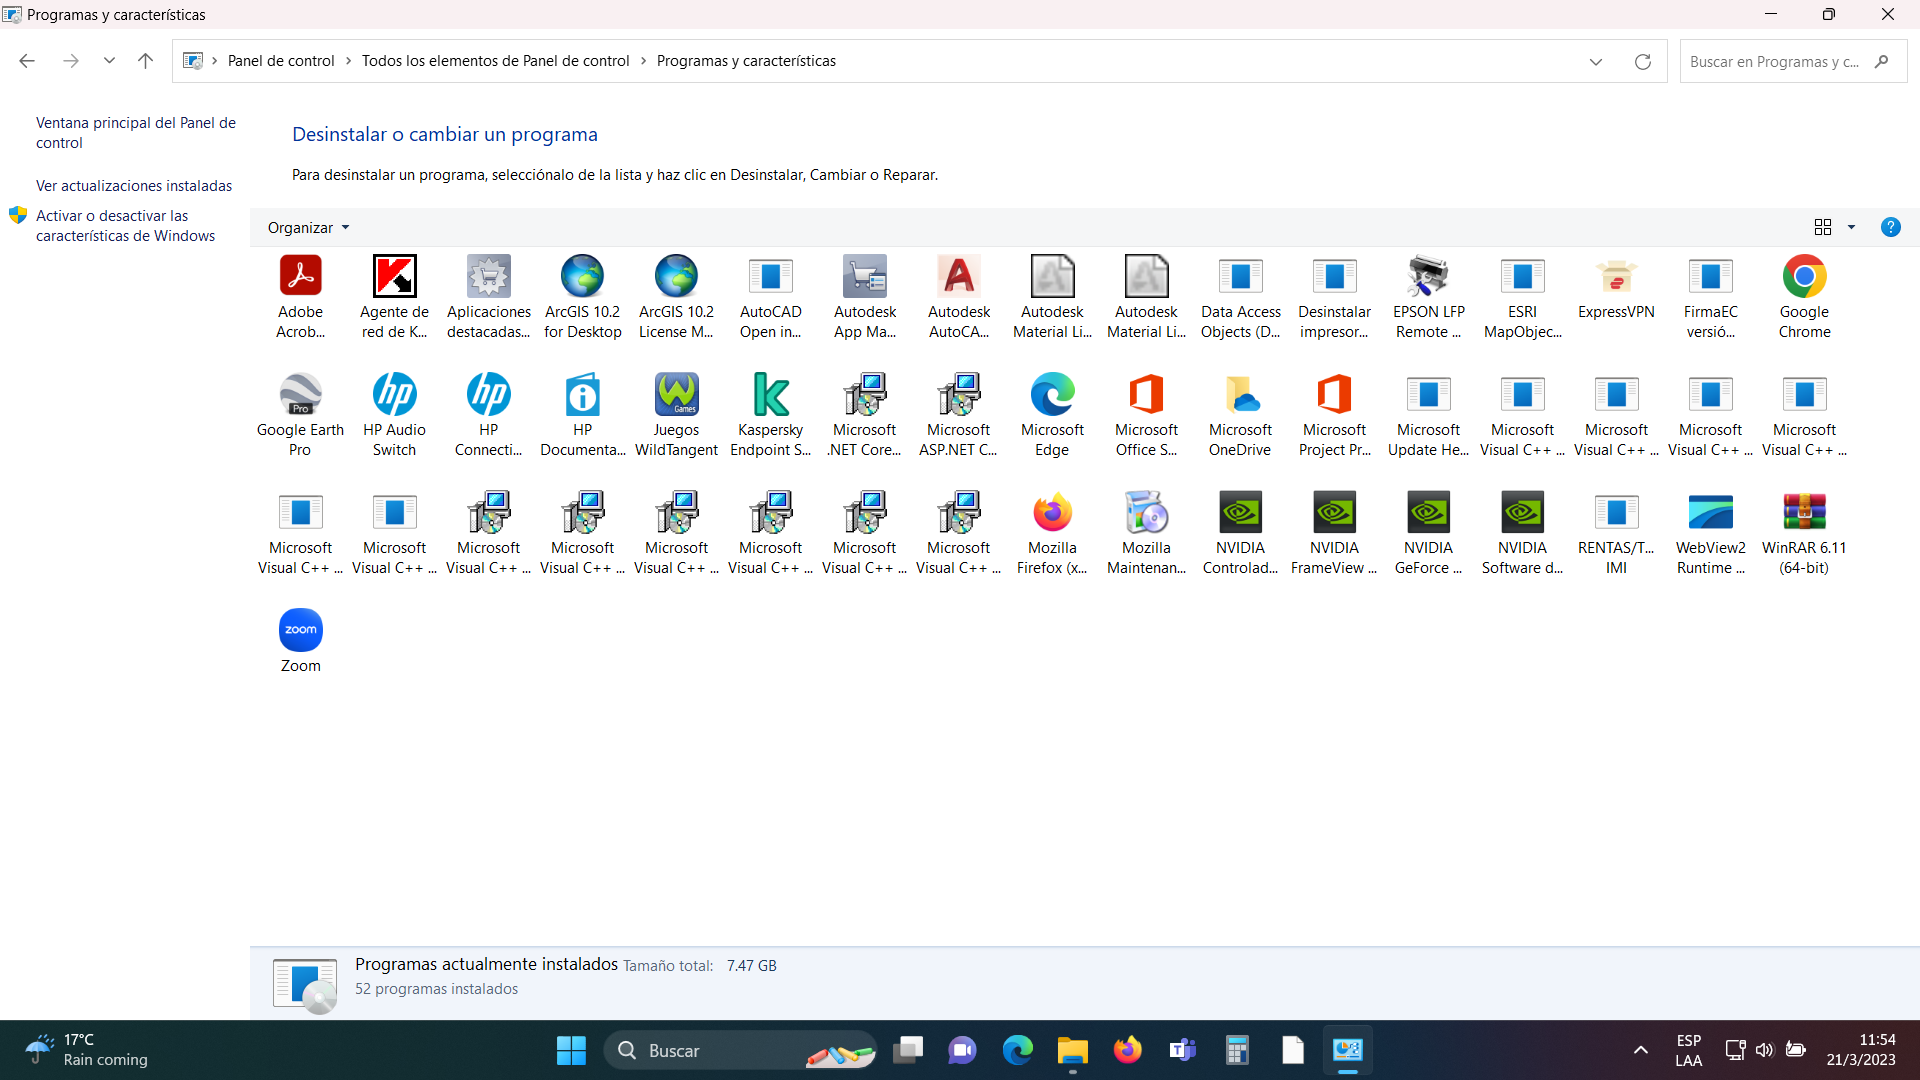 Programas y características
Panel de control > Todos los elementos de Panel de control > Programas y características
Buscar en Programas y c...
Ventana principal del Panel de
control
Ver actualizaciones instaladas
Activar o desactivar las
características de Windows
Desinstalar o cambiar un programa
Para desinstalar un programa, selecciónalo de la lista y haz clic en Desinstalar, Cambiar o Reparar.
Organizar
Adobe
Acrob...
Agente de
red de K...
Aplicaciones
destacadas...
ArcGIS 10.2
for Desktop
ArcGIS 10.2
License M...
AutoCAD
Open in...
Autodesk
App Ma...
Autodesk
AutoCA...
Autodesk
Material Li...
Autodesk
Material Li...
Data Access
Objects (D...
Desinstalar
impresor...
EPSON LFP
Remote ...
ESRI
MapObjec...
ExpressVPN
FirmaEC
versió...
Google
Chrome
Pro
Google Earth
Pro
hp
HP Audio
Switch
hp
HP
Connecti...
HP
Documenta...
Games
Juegos
WildTangent
Kaspersky
Endpoint S...
Microsoft
.NET Core...
Microsoft
ASP.NET C...
Microsoft
Edge
Microsoft
Office S...
Microsoft
OneDrive
Microsoft
Project Pr...
Microsoft
Update He...
Microsoft
Visual C++ ...
Microsoft
Visual C++ ...
Microsoft
Visual C++ ...
Microsoft
Visual C++ ...
Microsoft
Visual C++ ...
Microsoft
Visual C++ ...
Microsoft
Visual C++ ...
Microsoft
Visual C++ ...
Microsoft
Visual C++ ...
Microsoft
Visual C++ ...
Microsoft
Visual C++ ...
Microsoft
Visual C++ ...
Mozilla
Firefox (x...
Mozilla
Maintenan...
NVIDIA
Controlad...
NVIDIA
FrameView ...
NVIDIA
GeForce ...
NVIDIA
Software d...
RENTAS/T...
IMI
WebView2
Runtime ...
WinRAR 6.11
(64-bit)
zoom
Zoom
Programas actualmente instalados Tamaño total: 7.47 GB
52 programas instalados
17°C
Rain coming
Buscar
ESP
LAA
11:54
21/3/2023